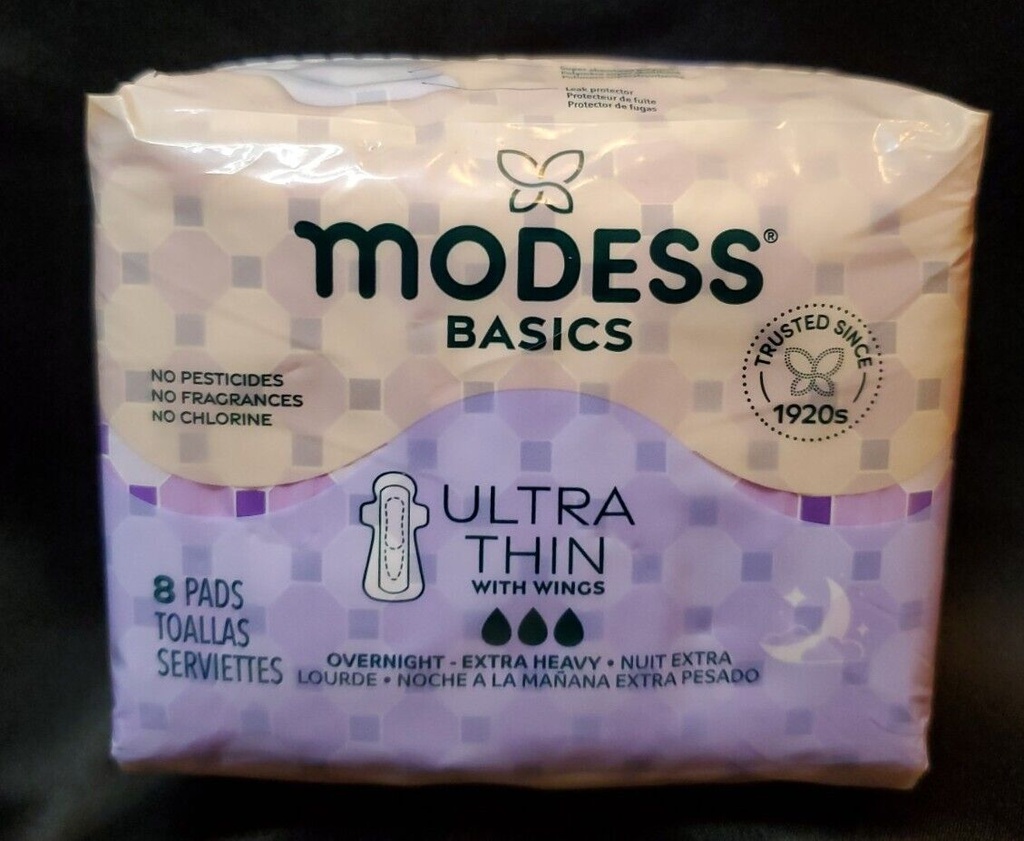 Leak protector
Protecteur de fuite
Protector de fugas
MODESS®
BASICS
TRUSTED SINCE
1920s
NO PESTICIDES
NO FRAGRANCES
NO CHLORINE
ULTRA
THIN
WITH WINGS
8 PADS
TOALLAS
SERVIETTES
OVERNIGHT - EXTRA HEAVY • NUIT EXTRA
LOURDE • NOCHE A LA MAÑANA EXTRA PESADO